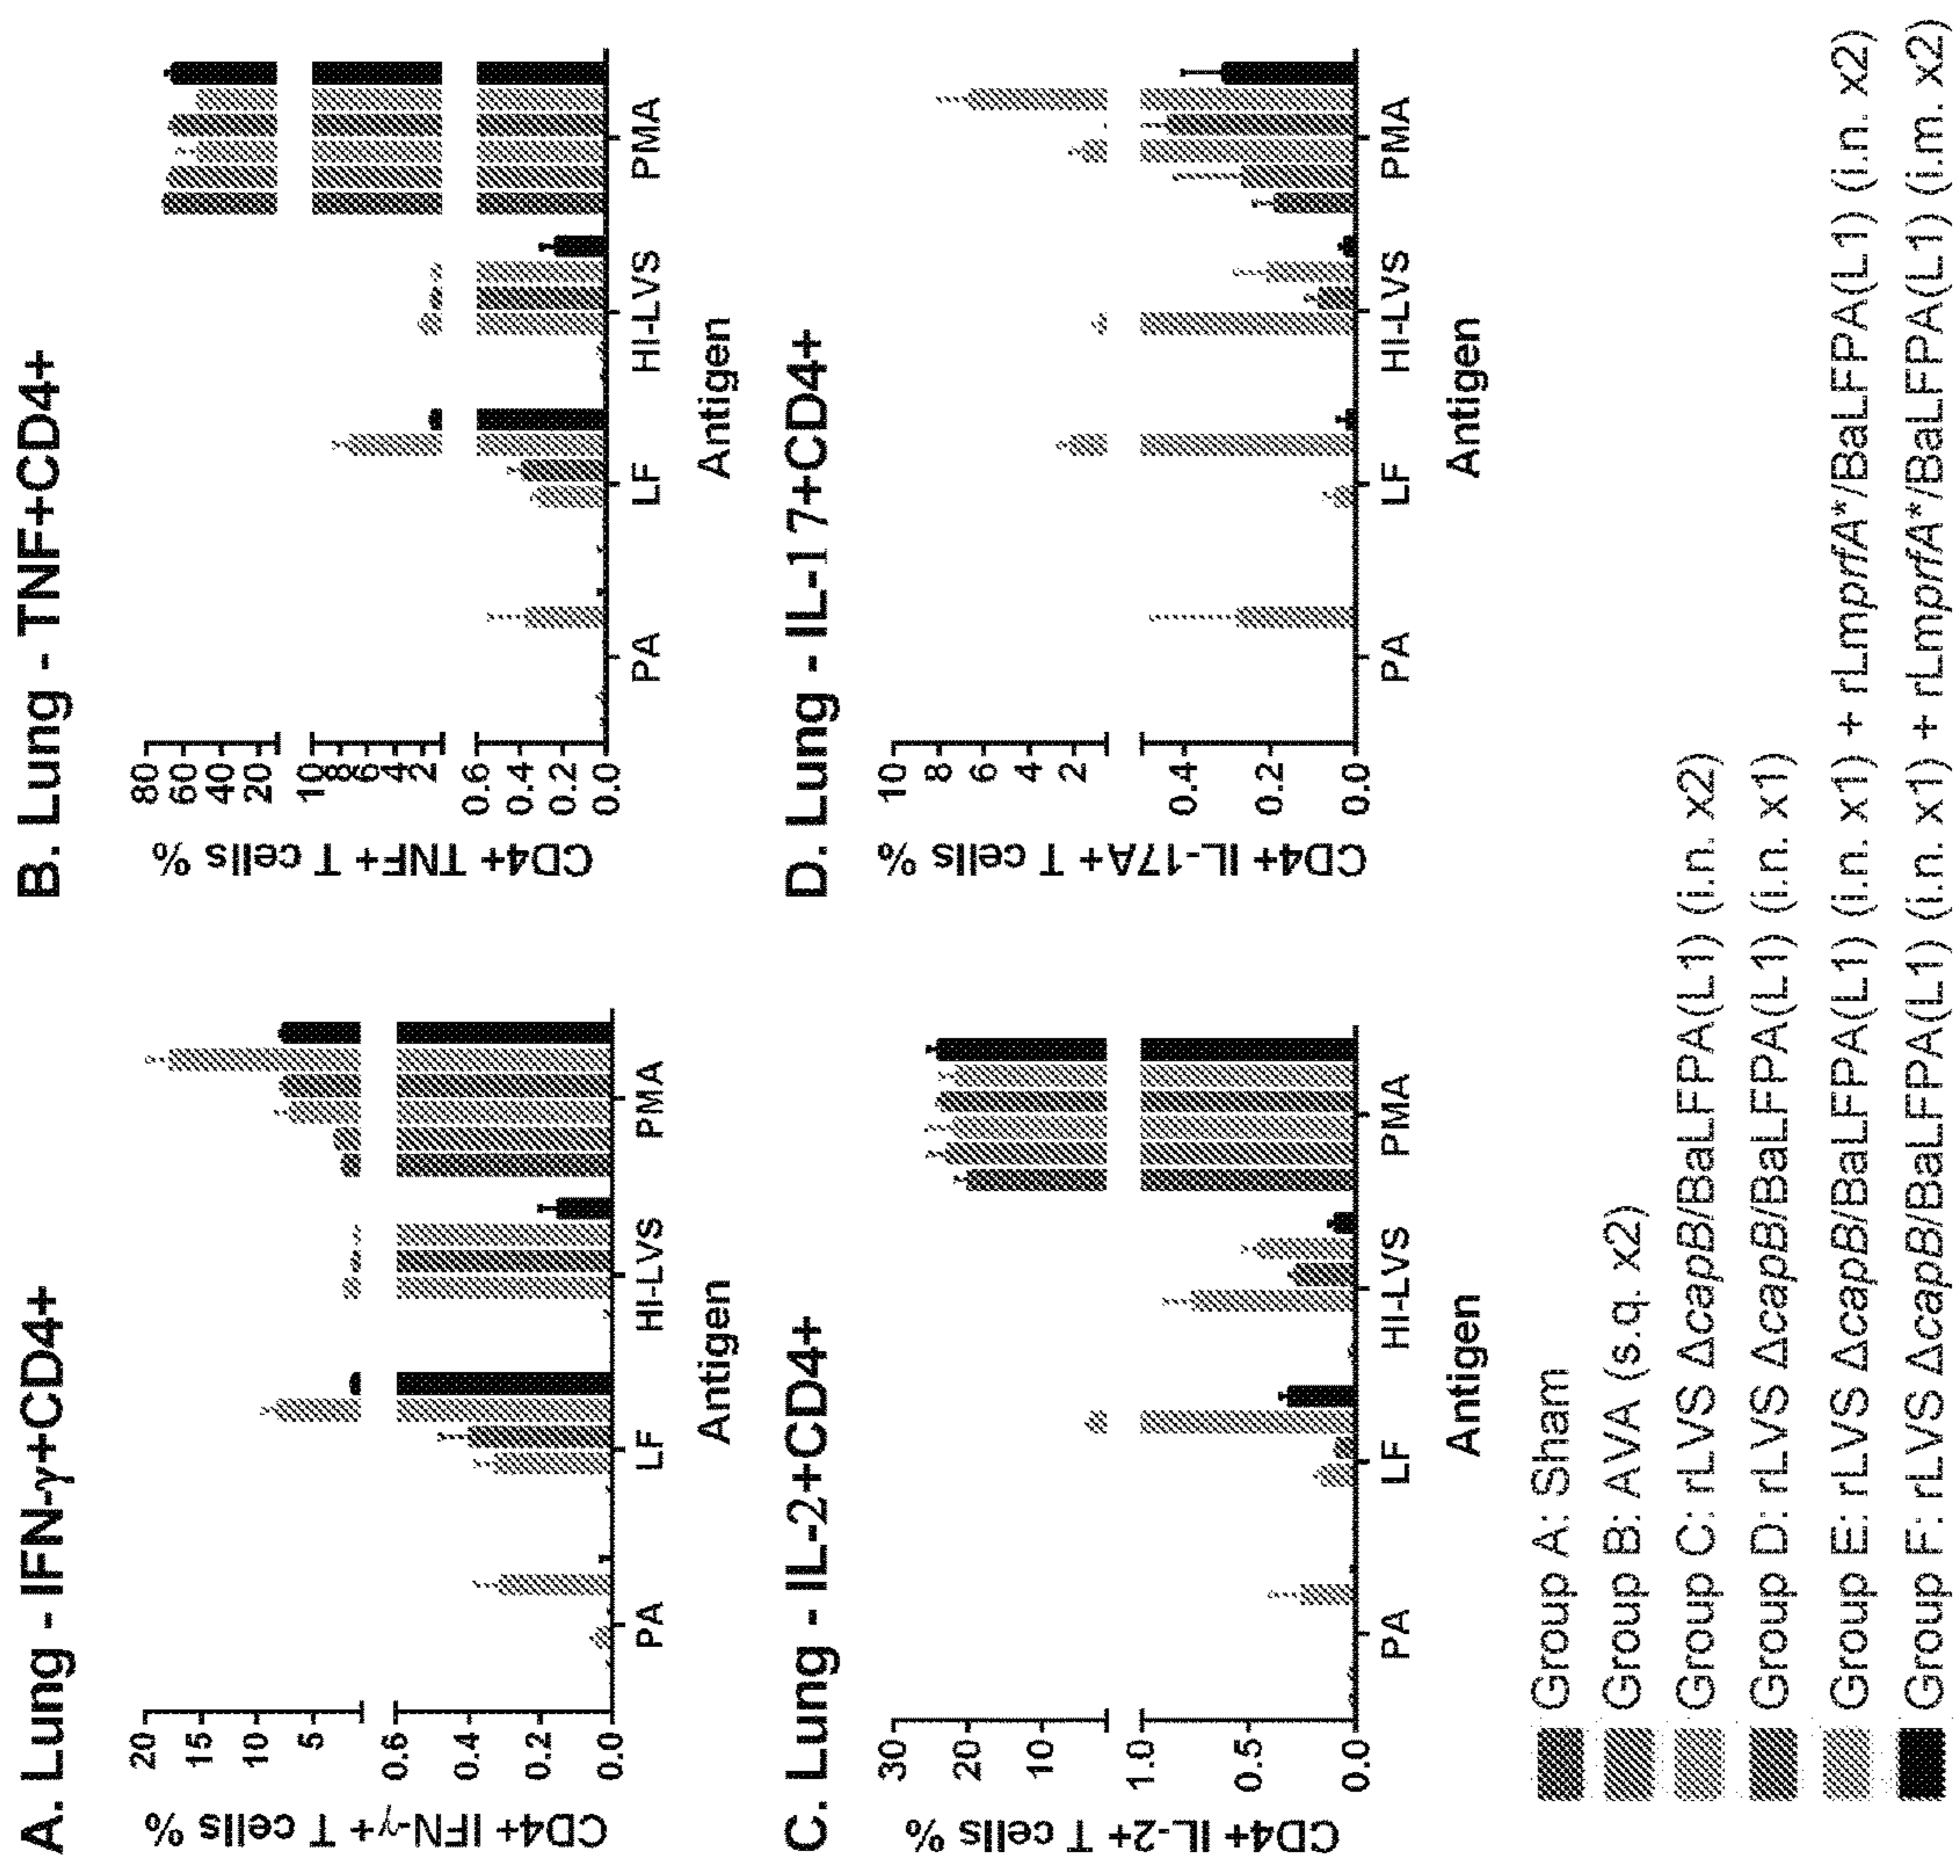 A. Lung - IFN-γ+CD4+
CD4+ IFN-γ+ T cells %
20
15
10
5
0.6
0.4
0.2
0.0
PA
LF
HI-LVS
PMA
Antigen
B. Lung - TNF+CD4+
CD4+ TNF+ T cells %
80
60
40
20
10
8
6
4
2
0.6
0.4
0.2
0.0
PA
LF
HI-LVS
PMA
Antigen
C. Lung - IL-2+CD4+
CD4+ IL-2+ T cells %
30
20
10
1.0
0.5
0.0
PA
LF
HI-LVS
PMA
Antigen
D. Lung - IL-17+CD4+
CD4+ IL-17A+ T cells %
10
8
6
4
2
0.4
0.2
0.0
PA
LF
HI-LVS
PMA
Antigen
Group A: Sham
Group B: AVA (s.q. x2)
Group C: rLVS ΔcapB/BaLFPA(L1) (i.n. x2)
Group D: rLVS ΔcapB/BaLFPA(L1) (i.n. x1)
Group E: rLVS ΔcapB/BaLFPA(L1) (i.n. x1) + rLmprfA*/BaLFPA(L1) (i.n. x2)
Group F: rLVS ΔcapB/BaLFPA(L1) (i.n. x1) + rLmprfA*/BaLFPA(L1) (i.m. x2)